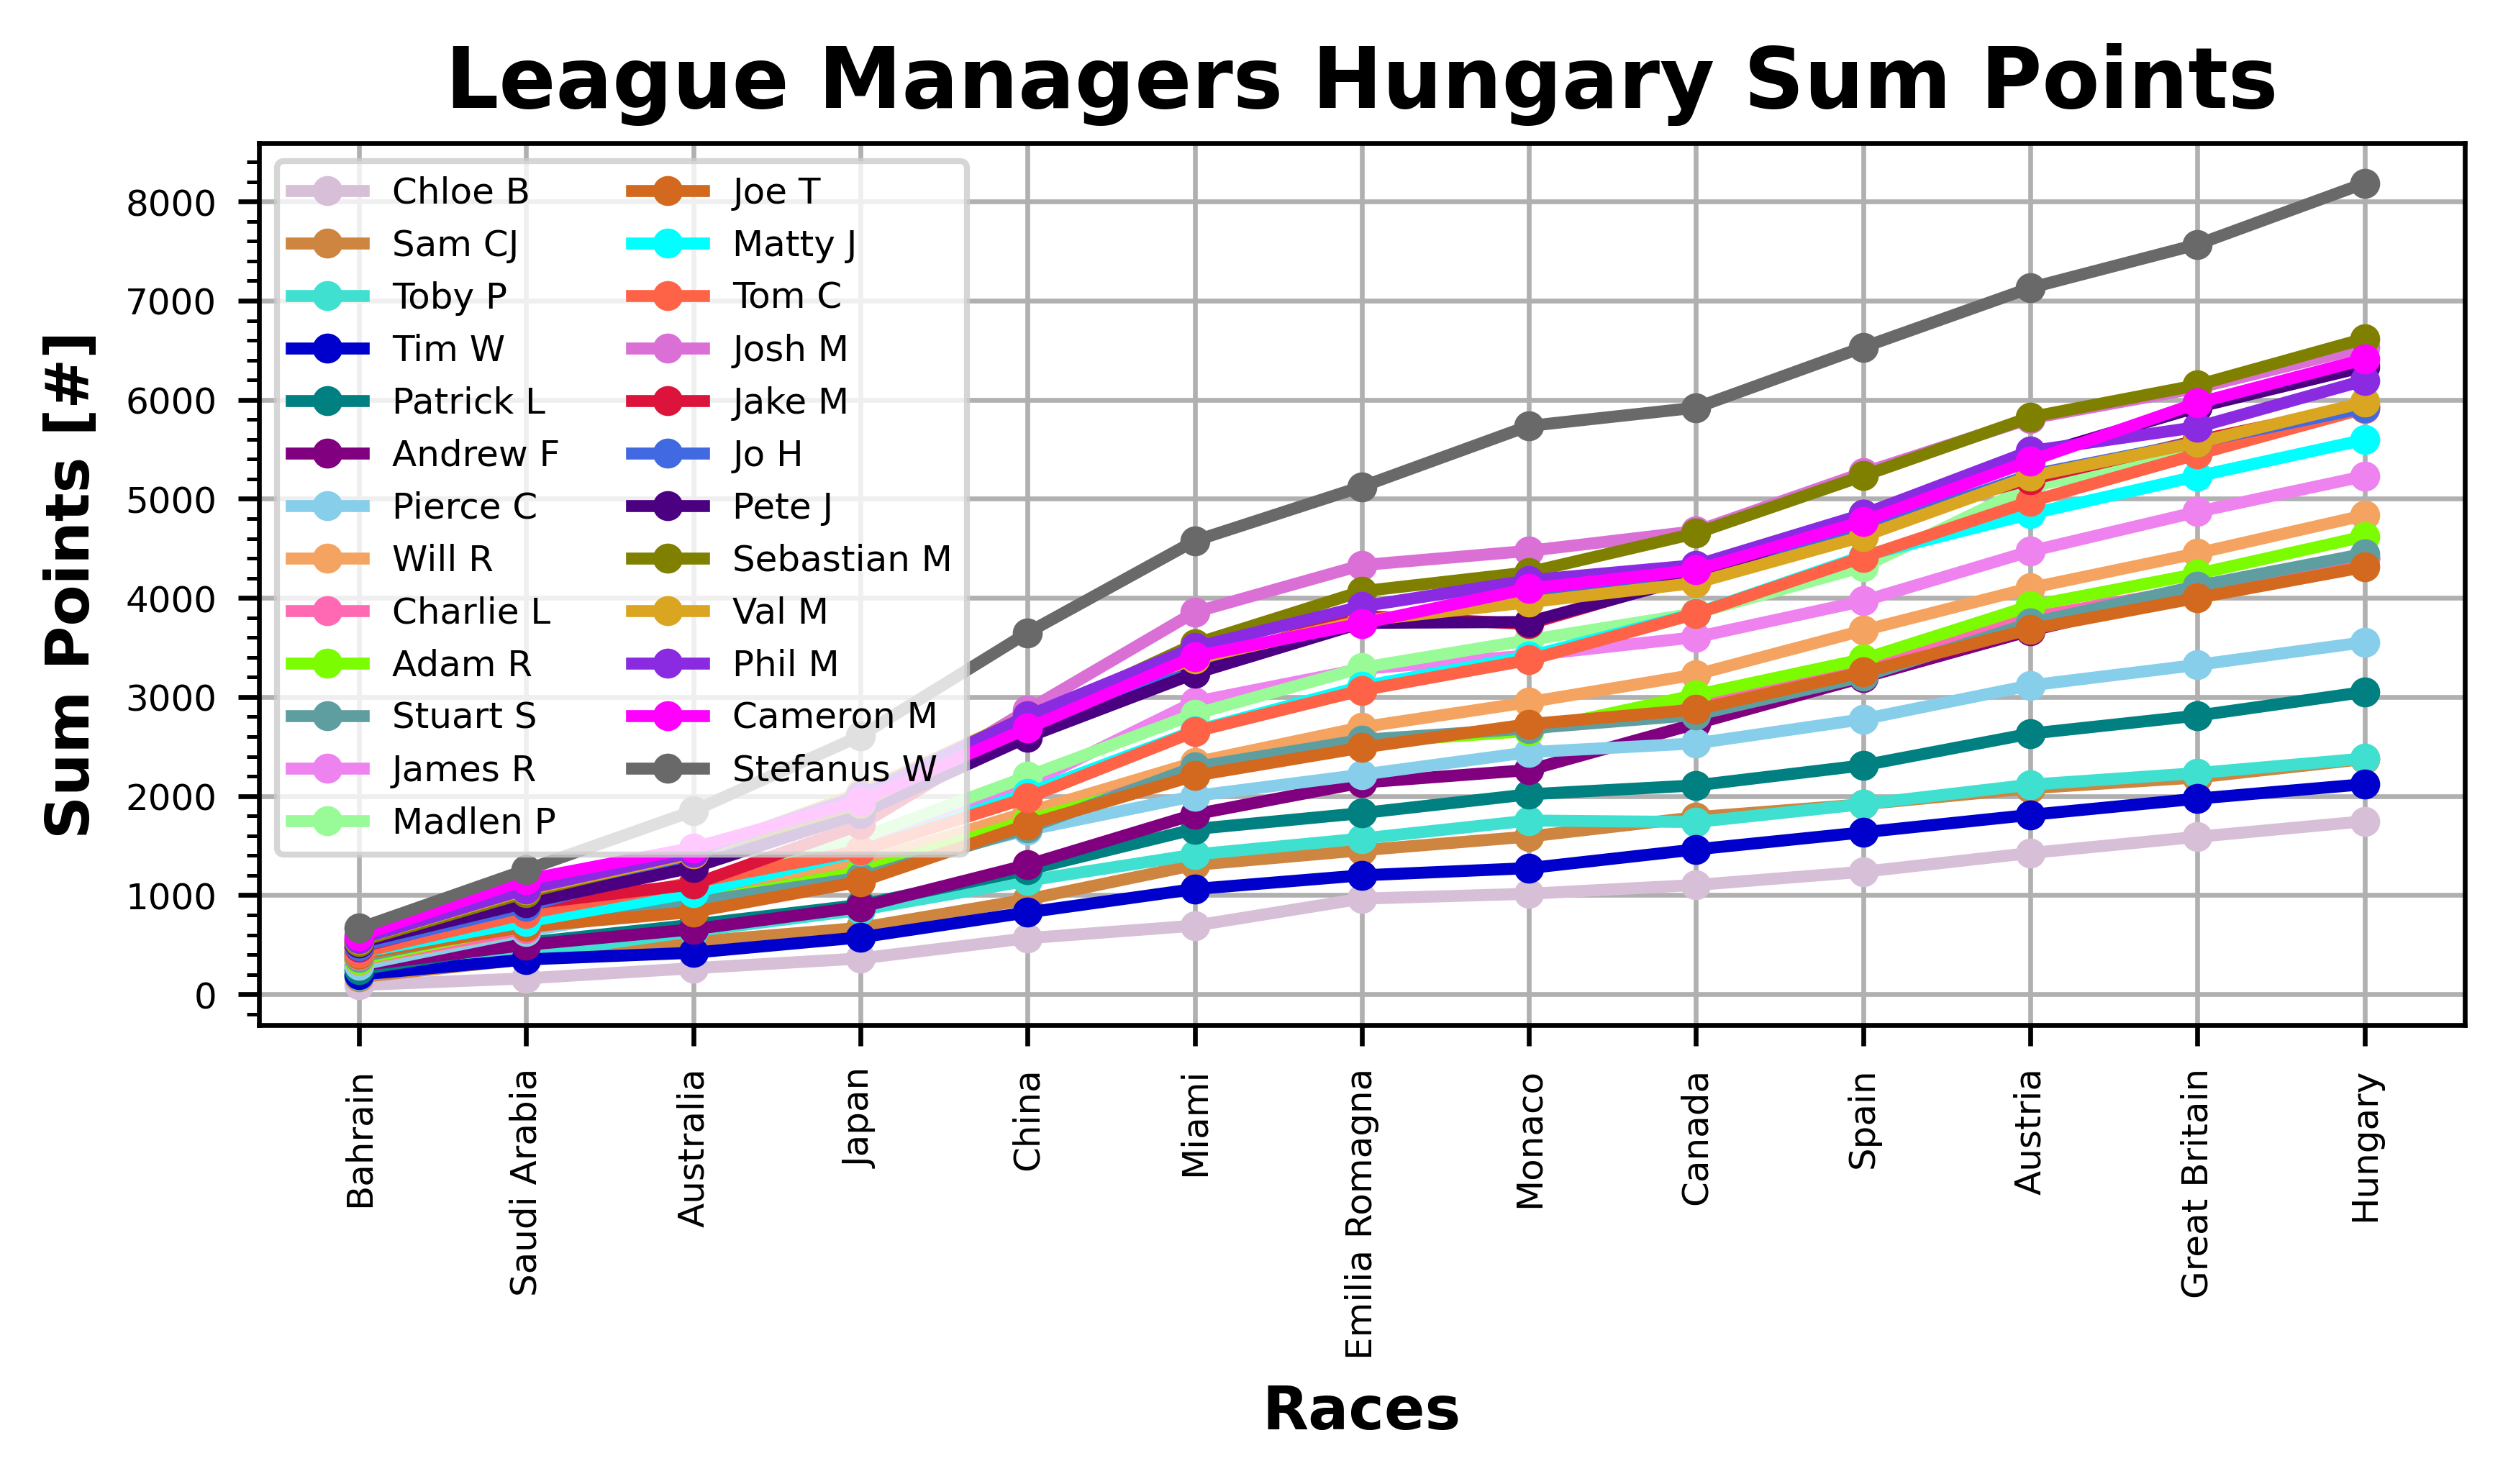 League Managers Hungary Sum Points
Sum Points [#]
8000
7000
6000
5000
4000
3000
2000
1000
0
Chloe B
Sam CJ
Toby P
Tim W
Patrick L
Andrew F
Pierce C
Will R
Charlie L
Adam R
Stuart S
James R
Madlen P
Joe T
Matty J
Tom C
Josh M
Jake M
Jo H
Pete J
Sebastian M
Val M
Phil M
Cameron M
Stefanus W
Bahrain
Saudi Arabia
Australia
Japan
China
Miami
Emilia Romagna
Monaco
Canada
Spain
Austria
Great Britain
Hungary
Races